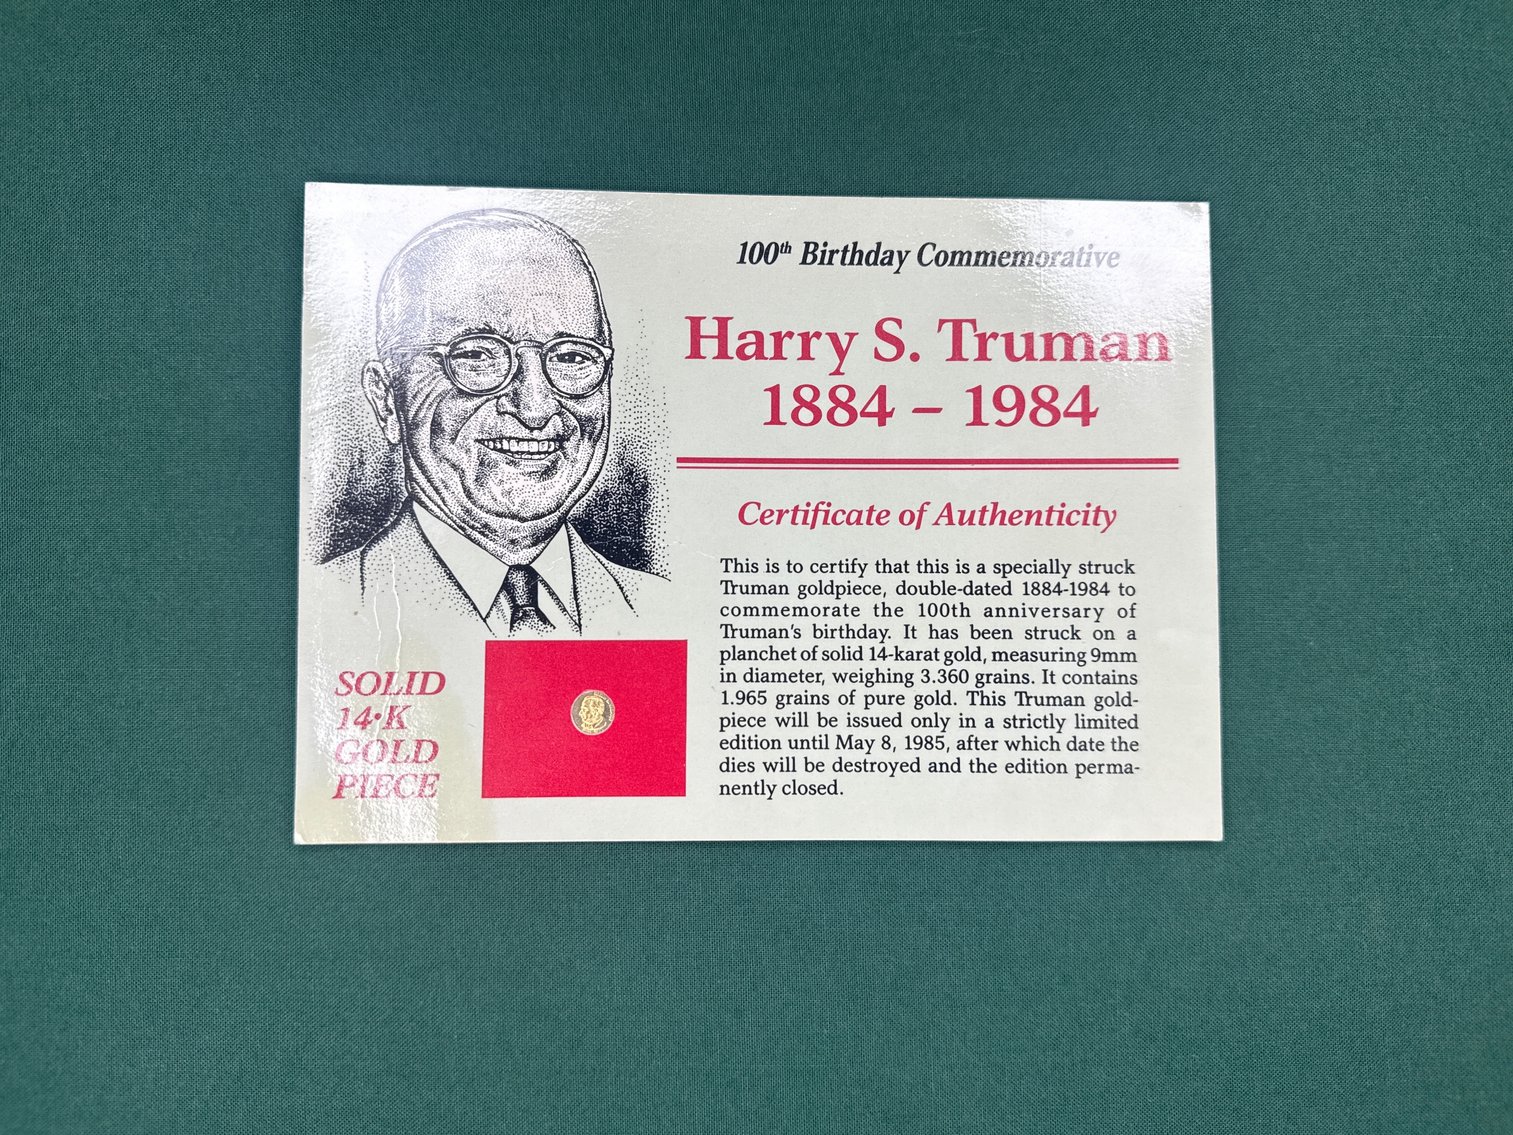 100th Birthday Commemorative
Harry S. Truman
1884 – 1984
Certificate of Authenticity
This is to certify that this is a specially struck
Truman goldpiece, double-dated 1884-1984 to
commemorate the 100th anniversary of
Truman's birthday. It has been struck on a
planchet of solid 14-karat gold, measuring 9mm
in diameter, weighing 3.360 grains. It contains
1.965 grains of pure gold. This Truman gold-
piece will be issued only in a strictly limited
edition until May 8, 1985, after which date the
dies will be destroyed and the edition perma-
nently closed.
SOLID
14•K
GOLD
PIECE